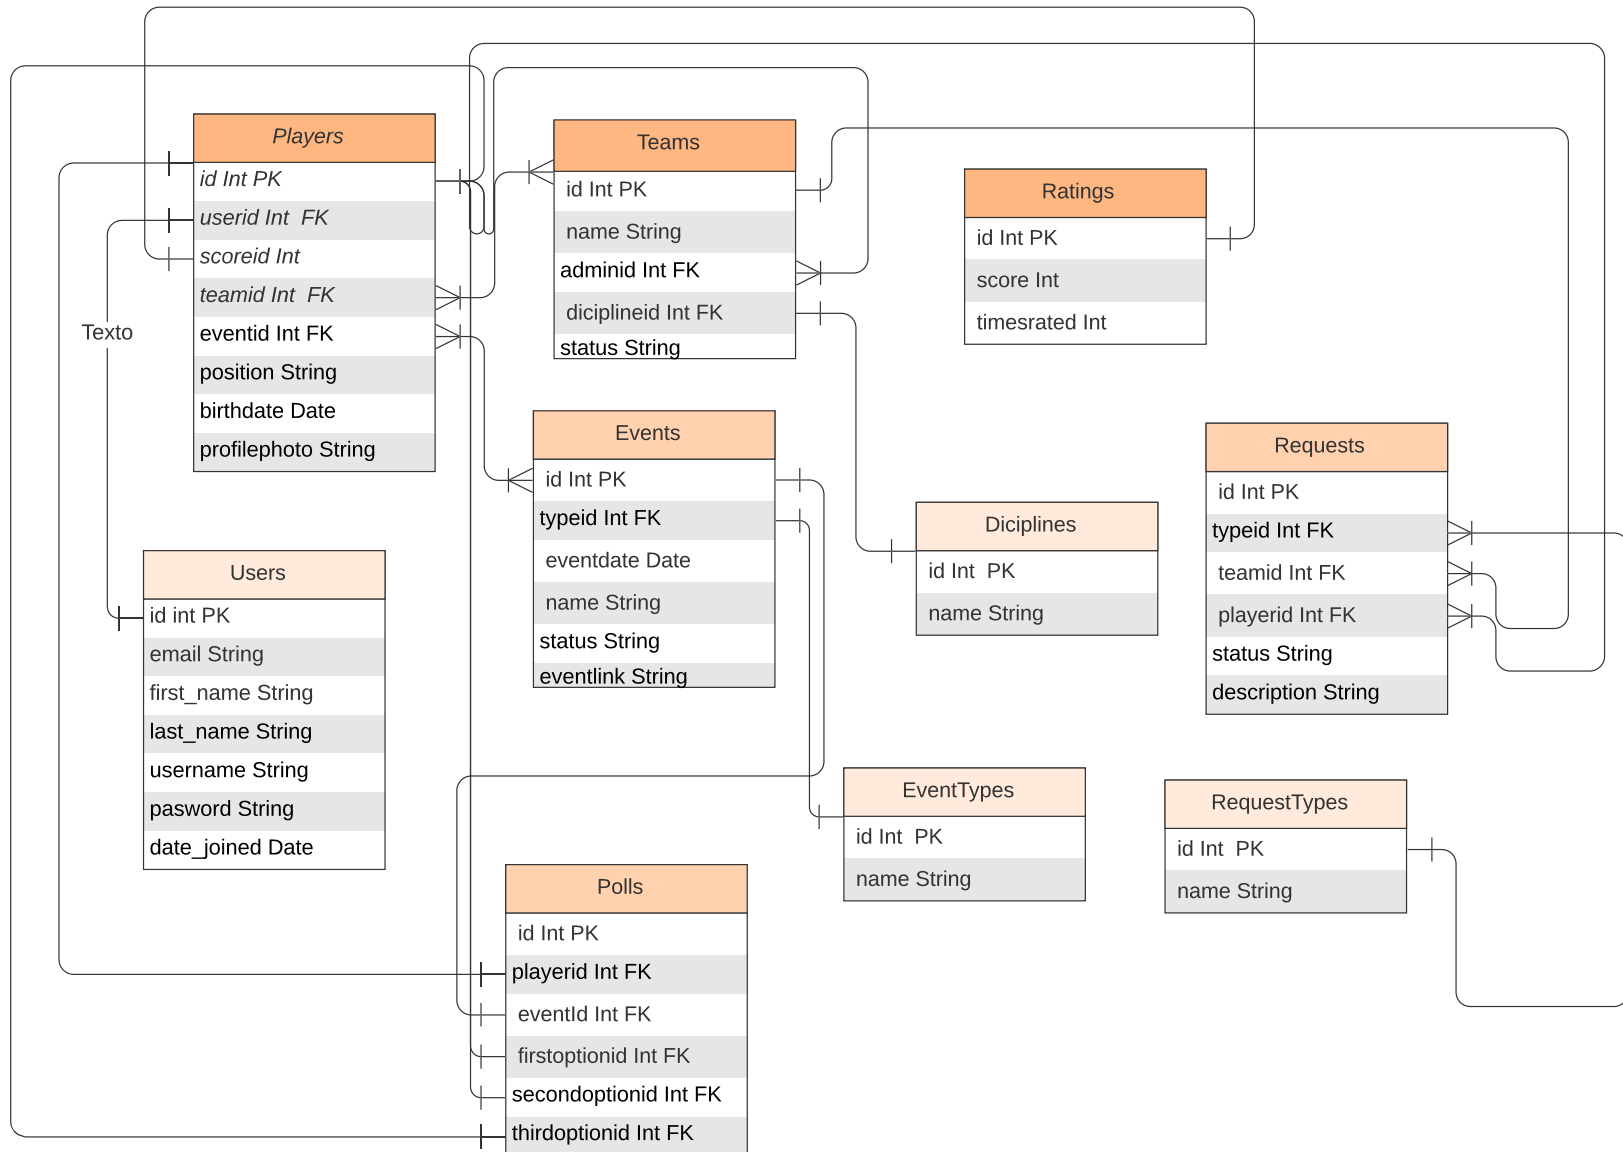 Players
id Int PK
userid Int  FK
scoreid Int
teamid Int  FK
eventid Int FK
position String
birthdate Date
profilephoto String
Texto
Teams
id Int PK
name String
adminid Int FK
diciplineid Int FK
status String
Ratings
id Int PK
score Int
timesrated Int
Events
id Int PK
typeid Int FK
eventdate Date
name String
status String
eventlink String
Requests
id Int PK
typeid Int FK
teamid Int FK
playerid Int FK
status String
description String
Diciplines
id Int  PK
name String
Users
id int PK
email String
first_name String
last_name String
username String
pasword String
date_joined Date
EventTypes
id Int  PK
name String
RequestTypes
id Int  PK
name String
Polls
id Int PK
playerid Int FK
eventId Int FK
firstoptionid Int FK
secondoptionid Int FK
thirdoptionid Int FK